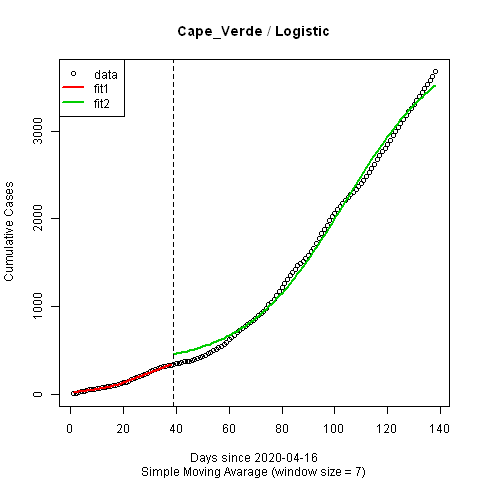 Cape_Verde / Logistic
data
fit1
fit2
Cumulative Cases
0
1000
2000
3000
0
20
40
60
80
100
120
140
Days since 2020-04-16
Simple Moving Avarage (window size = 7)